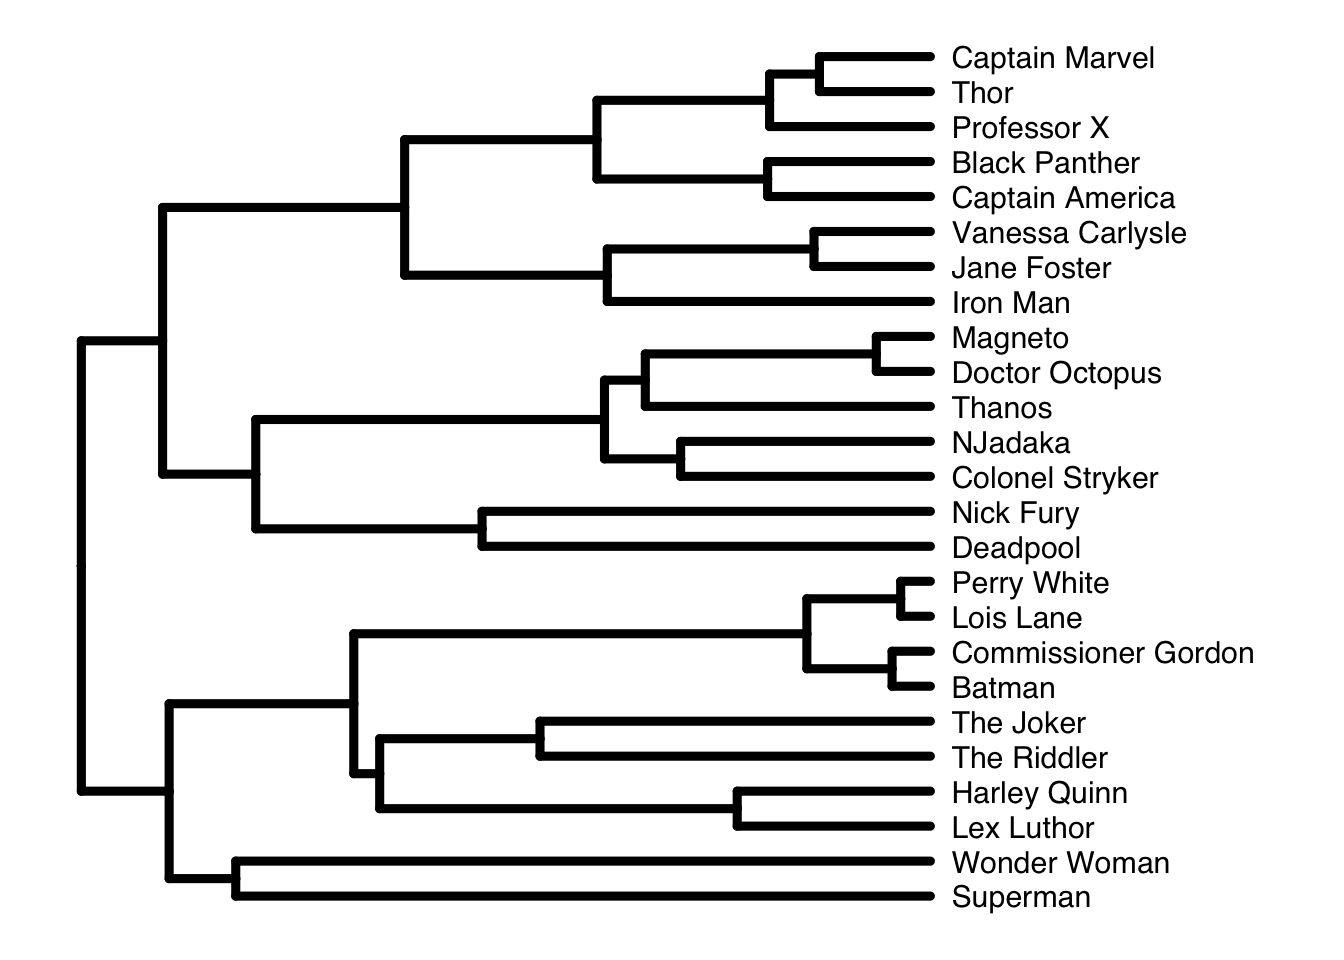 Captain Marvel
Thor
Professor X
Black Panther
Captain America
Vanessa Carlysle
Jane Foster
Iron Man
Magneto
Doctor Octopus
Thanos
NJadaka
Colonel Stryker
Nick Fury
Deadpool
Perry White
Lois Lane
Commissioner Gordon
Batman
The Joker
The Riddler
Harley Quinn
Lex Luthor
Wonder Woman
Superman